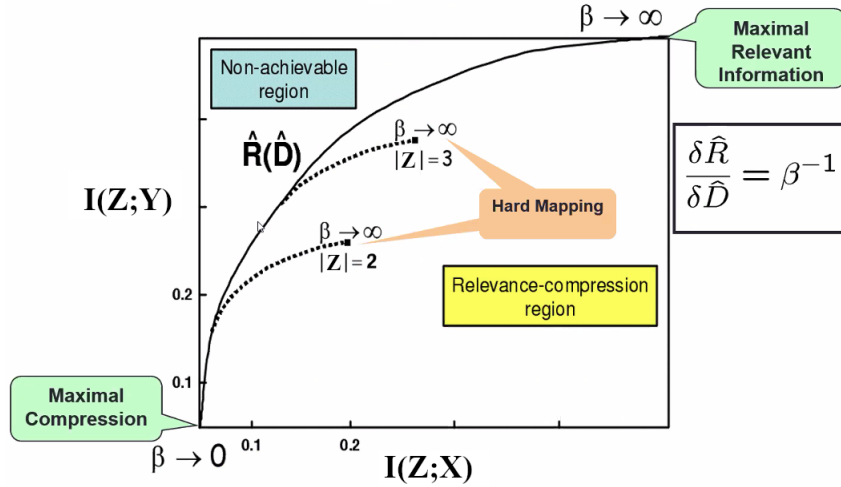 β → ∞
Maximal
Relevant
Information
Non-achievable
region
R̂(D̂)
β → ∞
|Z|=3
δR̂
δD̂
= β⁻¹
I(Z;Y)
Hard Mapping
β → ∞
|Z|=2
0.2
Relevance-compression
region
0.1
Maximal
Compression
β → 0
0.1
0.2
I(Z;X)